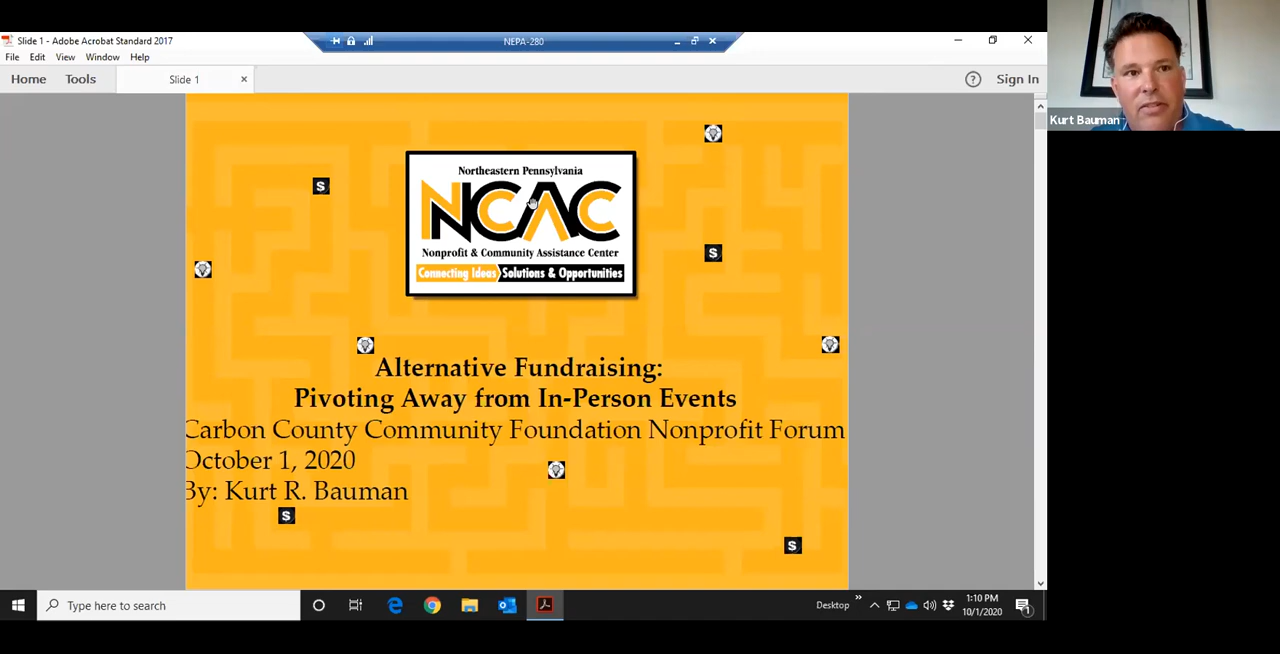 Slide 1 - Adobe Acrobat Standard 2017
NEPA-280
File Edit View Window Help
Home Tools Slide 1 × ? Sign In
Kurt Bauman
Northeastern Pennsylvania
NCAC
Nonprofit & Community Assistance Center
Connecting Ideas Solutions & Opportunities
$
$
Alternative Fundraising:
Pivoting Away from In-Person Events
Carbon County Community Foundation Nonprofit Forum
October 1, 2020
By: Kurt R. Bauman
$
$
Type here to search
Desktop
1:10 PM
10/1/2020
1